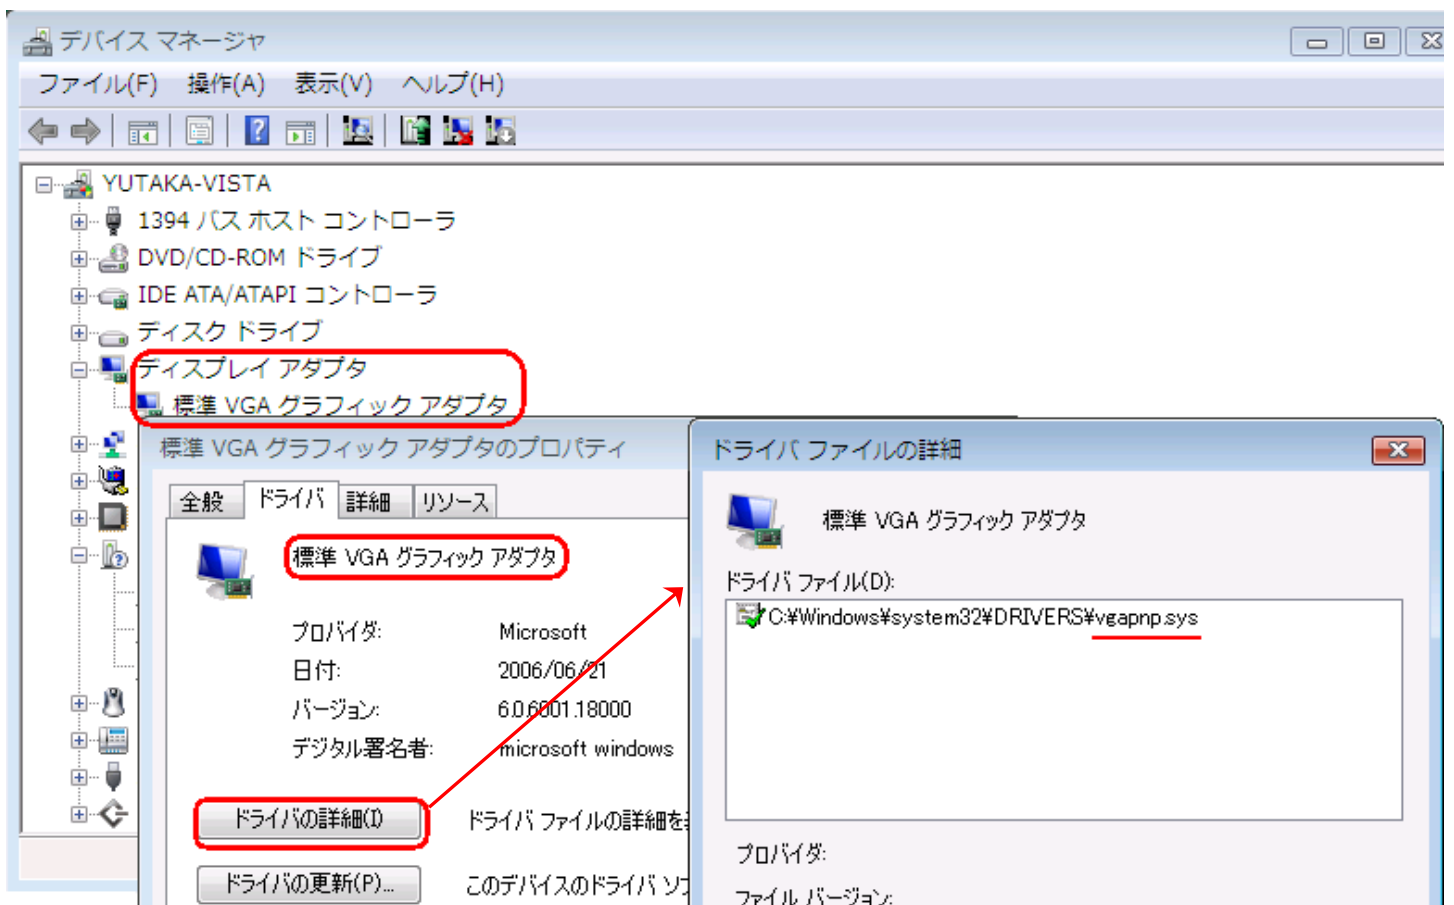 デバイス マネージャ
ファイル(F) 操作(A) 表示(V) ヘルプ(H)
YUTAKA-VISTA
1394 バス ホスト コントローラ
DVD/CD-ROM ドライブ
IDE ATA/ATAPI コントローラ
ディスク ドライブ
ディスプレイ アダプタ
標準 VGA グラフィック アダプタ
標準 VGA グラフィック アダプタのプロパティ
全般 ドライバ 詳細 リソース
標準 VGA グラフィック アダプタ
プロバイダ: Microsoft
日付: 2006/06/21
バージョン: 6.0.6001.18000
デジタル署名者: microsoft windows
ドライバの詳細(I) ドライバ ファイルの詳細を
ドライバの更新(P)... このデバイスのドライバ ソフ
ドライバ ファイルの詳細
標準 VGA グラフィック アダプタ
ドライバ ファイル(D):
C:¥Windows¥system32¥DRIVERS¥vgapnp.sys
プロバイダ:
ファイル バージョン: